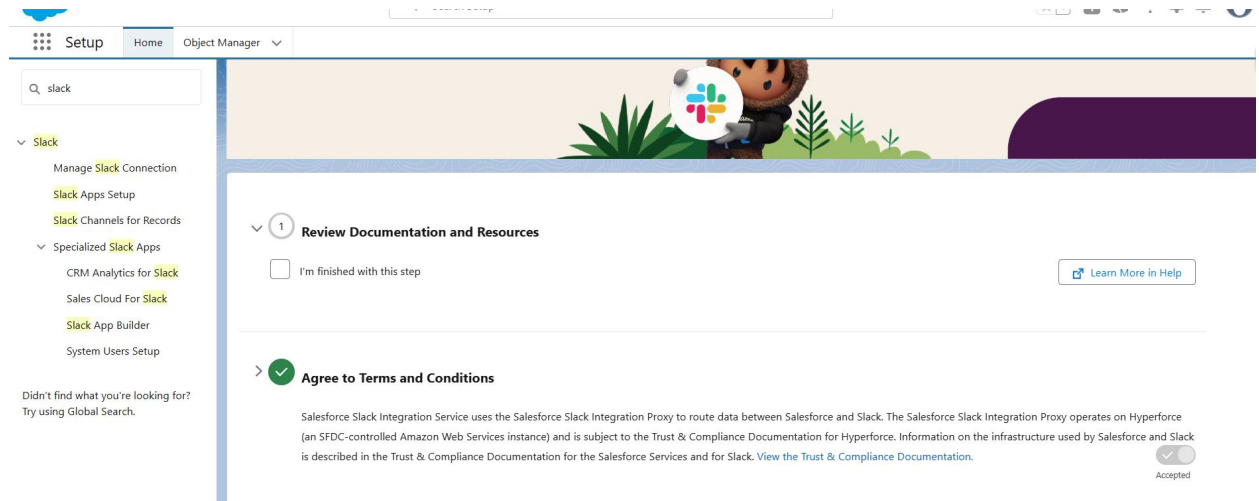 Search Setup
Setup
Home
Object Manager
slack
Slack
Manage Slack Connection
Slack Apps Setup
Slack Channels for Records
Specialized Slack Apps
CRM Analytics for Slack
Sales Cloud For Slack
Slack App Builder
System Users Setup
Didn't find what you're looking for?
Try using Global Search.
1
Review Documentation and Resources
I'm finished with this step
Learn More in Help
Agree to Terms and Conditions
Salesforce Slack Integration Service uses the Salesforce Slack Integration Proxy to route data between Salesforce and Slack. The Salesforce Slack Integration Proxy operates on Hyperforce
(an SFDC-controlled Amazon Web Services instance) and is subject to the Trust & Compliance Documentation for Hyperforce. Information on the infrastructure used by Salesforce and Slack
is described in the Trust & Compliance Documentation for the Salesforce Services and for Slack. View the Trust & Compliance Documentation.
Accepted